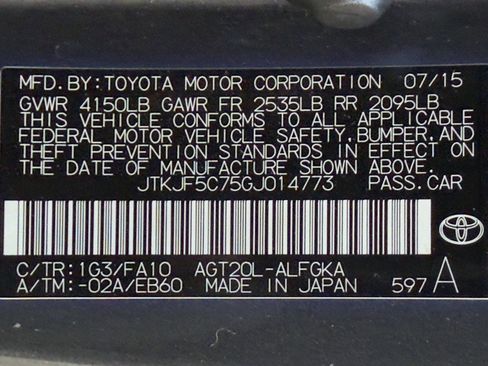 MFD.BY:TOYOTA MOTOR CORPORATION 07/15
GVWR 4150LB GAWR FR 2535LB RR 2095LB
THIS VEHICLE CONFORMS TO ALL APPLICABLE
FEDERAL MOTOR VEHICLE SAFETY, BUMPER, AND
THEFT PREVENTION STANDARDS IN EFFECT ON
THE DATE OF MANUFACTURE SHOWN ABOVE.
JTKJF5C75GJ014773 PASS.CAR
C/TR:1G3/FA10 AGT20L-ALFGKA
A/TM:-02A/EB60 MADE IN JAPAN 597 A